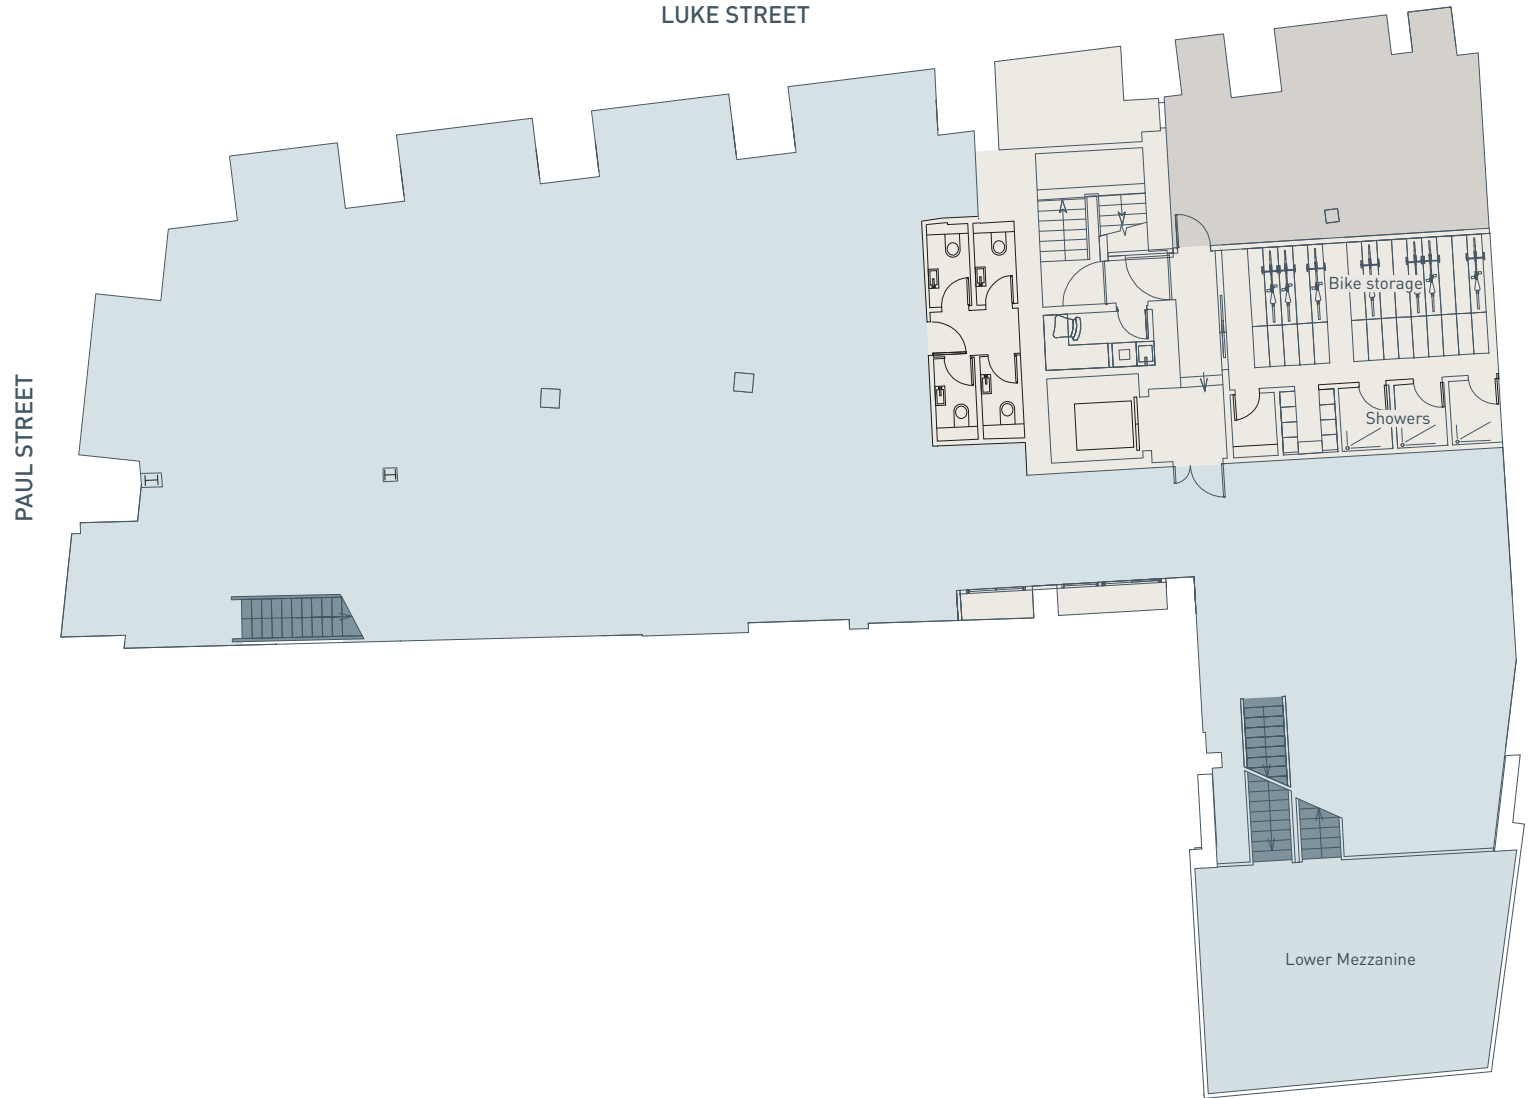 LUKE STREET
PAUL STREET
Bike storage
Showers
Lower Mezzanine